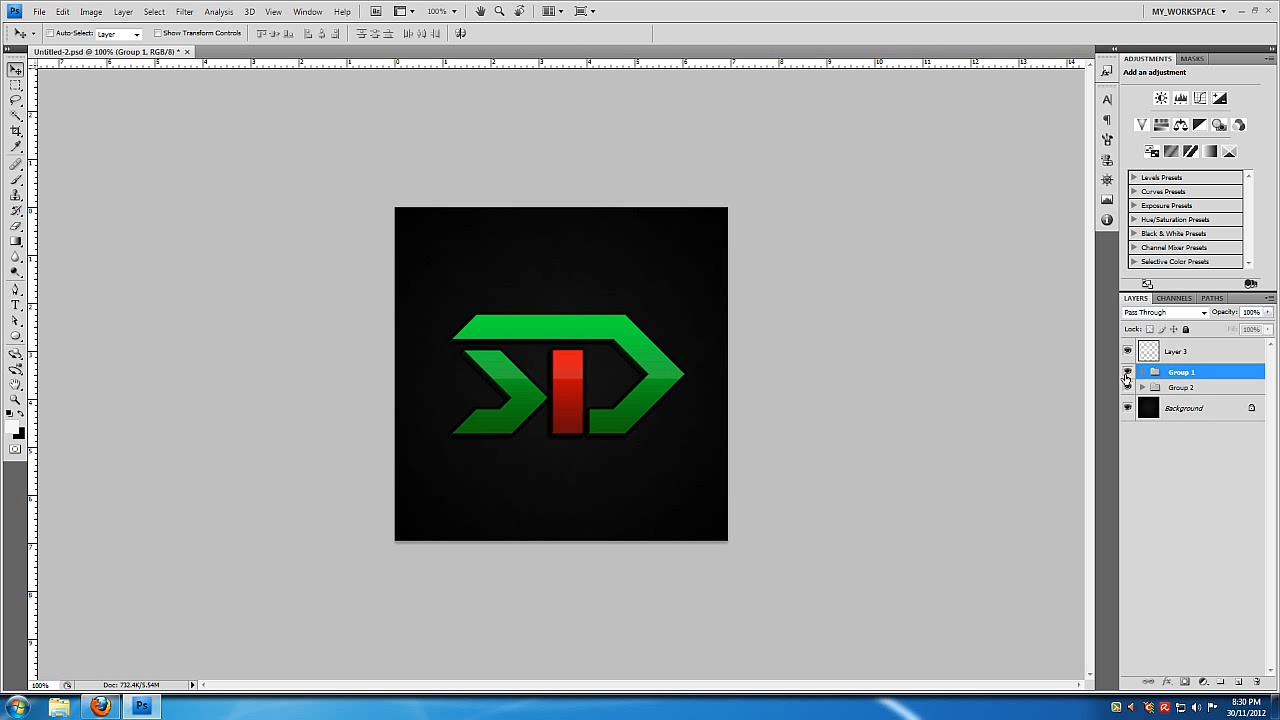 Ps File Edit Image Layer Select Filter Analysis 3D View Window Help Br 100% MY_WORKSPACE
Auto-Select: Layer Show Transform Controls
Untitled-2.psd @ 100% (Group 1, RGB/8) *
ADJUSTMENTS MASKS
Add an adjustment
Levels Presets
Curves Presets
Exposure Presets
Hue/Saturation Presets
Black & White Presets
Channel Mixer Presets
Selective Color Presets
LAYERS CHANNELS PATHS
Pass Through Opacity: 100%
Lock: Fill: 100%
Layer 3
Group 1
Group 2
Background
100% Doc: 732.4K/5.54M
Ps
8:30 PM
30/11/2012